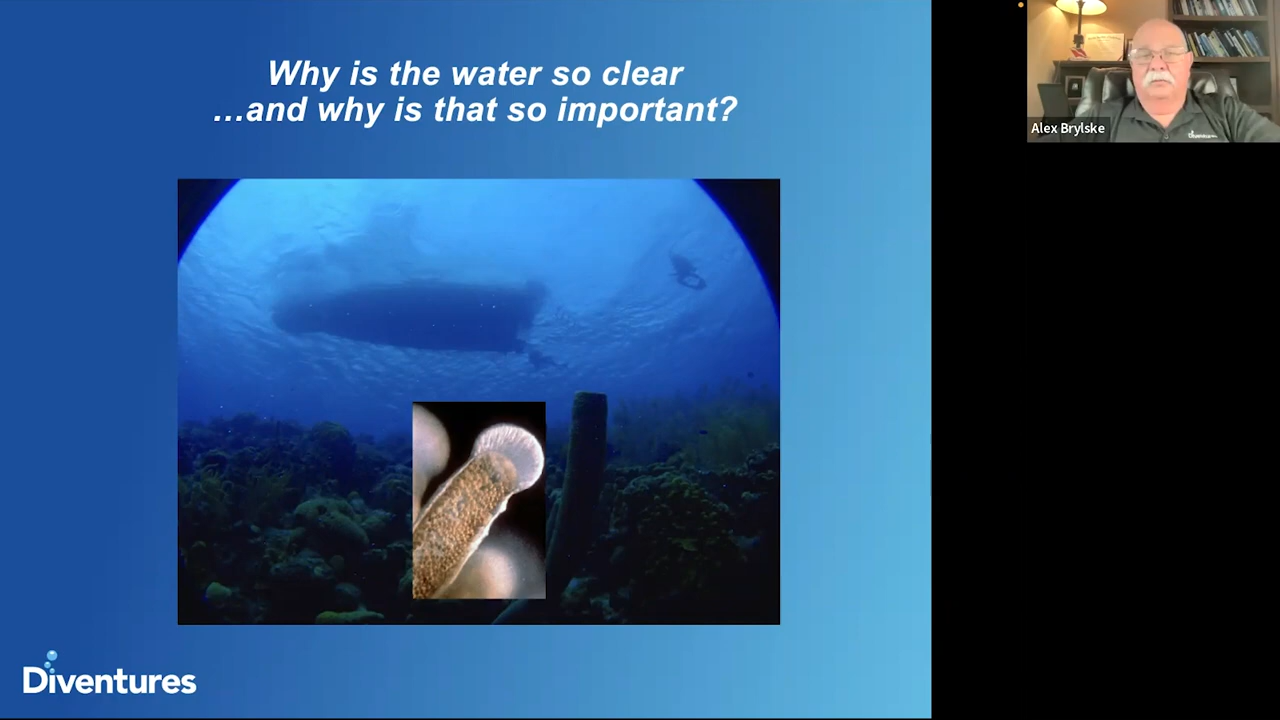 Why is the water so clear
...and why is that so important?
Alex Brylske
Diventures